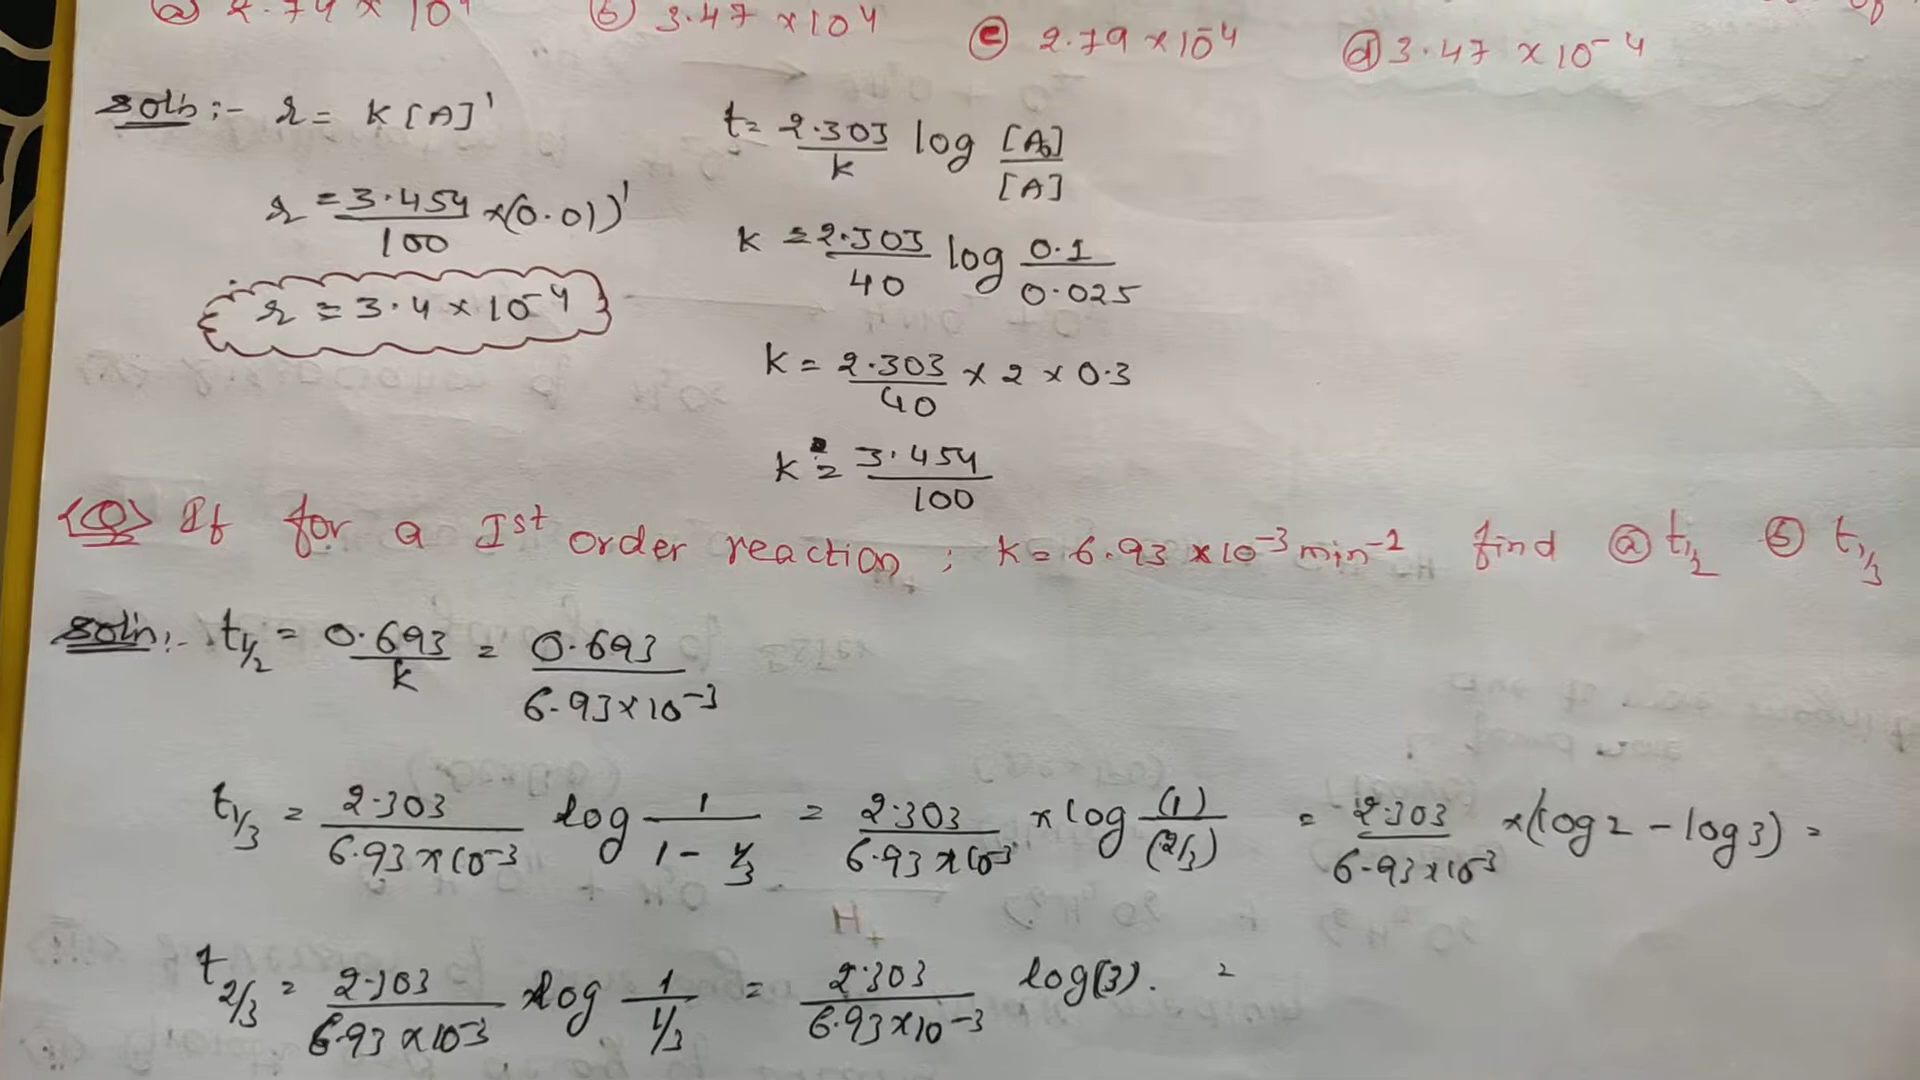 ⓐ 2.79 × 10⁴ ⓑ 3.47 × 10⁴ ⓒ 2.79 × 10⁻⁴ ⓓ 3.47 × 10⁻⁴
soln :- r = K [A]¹
r = 3.454/100 × (0.01)¹
r = 3.4 × 10⁻⁴
t = 2.303/k log [A₀]/[A]
K = 2.303/40 log 0.1/0.025
K = 2.303/40 × 2 × 0.3
K = 3.454/100
<Q> If for a Ist order reaction ; K = 6.93 × 10⁻³ min⁻¹ find ⓐ t1/2 ⓑ t1/3
soln :- t1/2 = 0.693/k = 0.693/6.93×10⁻³
t1/3 = 2.303/6.93×10⁻³ log 1/1-1/3 = 2.303/6.93×10⁻³ × log (1)/(2/3) = 2.303/6.93×10⁻³ × (log 2 - log 3) =
t2/3 = 2.303/6.93×10⁻³ log 1/1/3 = 2.303/6.93×10⁻³ log(3). =